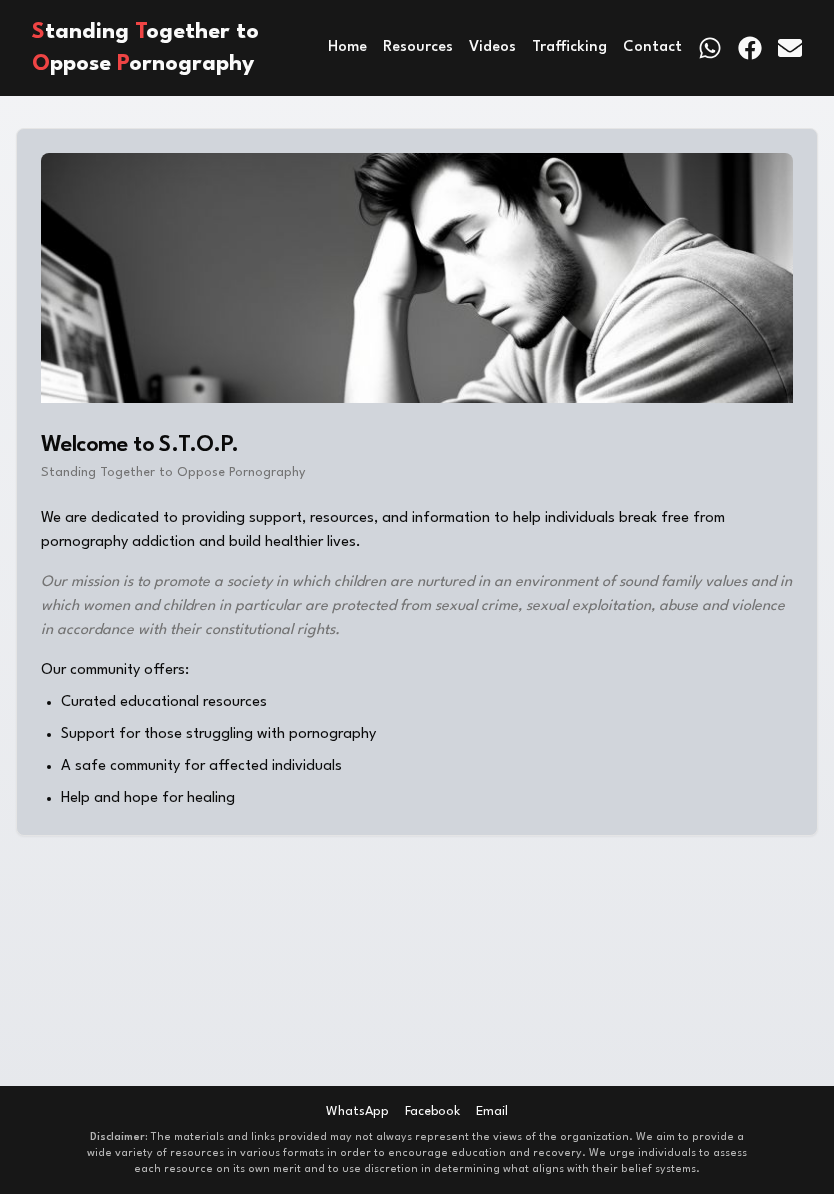 Standing Together to
Oppose Pornography
Home Resources Videos Trafficking Contact
Welcome to S.T.O.P.
Standing Together to Oppose Pornography
We are dedicated to providing support, resources, and information to help individuals break free from
pornography addiction and build healthier lives.
Our mission is to promote a society in which children are nurtured in an environment of sound family values and in
which women and children in particular are protected from sexual crime, sexual exploitation, abuse and violence
in accordance with their constitutional rights.
Our community offers:
• Curated educational resources
• Support for those struggling with pornography
• A safe community for affected individuals
• Help and hope for healing
WhatsApp Facebook Email
Disclaimer: The materials and links provided may not always represent the views of the organization. We aim to provide a
wide variety of resources in various formats in order to encourage education and recovery. We urge individuals to assess
each resource on its own merit and to use discretion in determining what aligns with their belief systems.